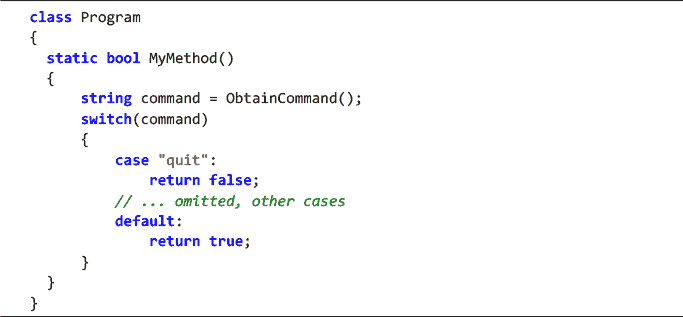 class Program
{
static bool MyMethod()
{
string command = ObtainCommand();
switch(command)
{
case "quit":
return false;
// ... omitted, other cases
default:
return true;
}
}
}